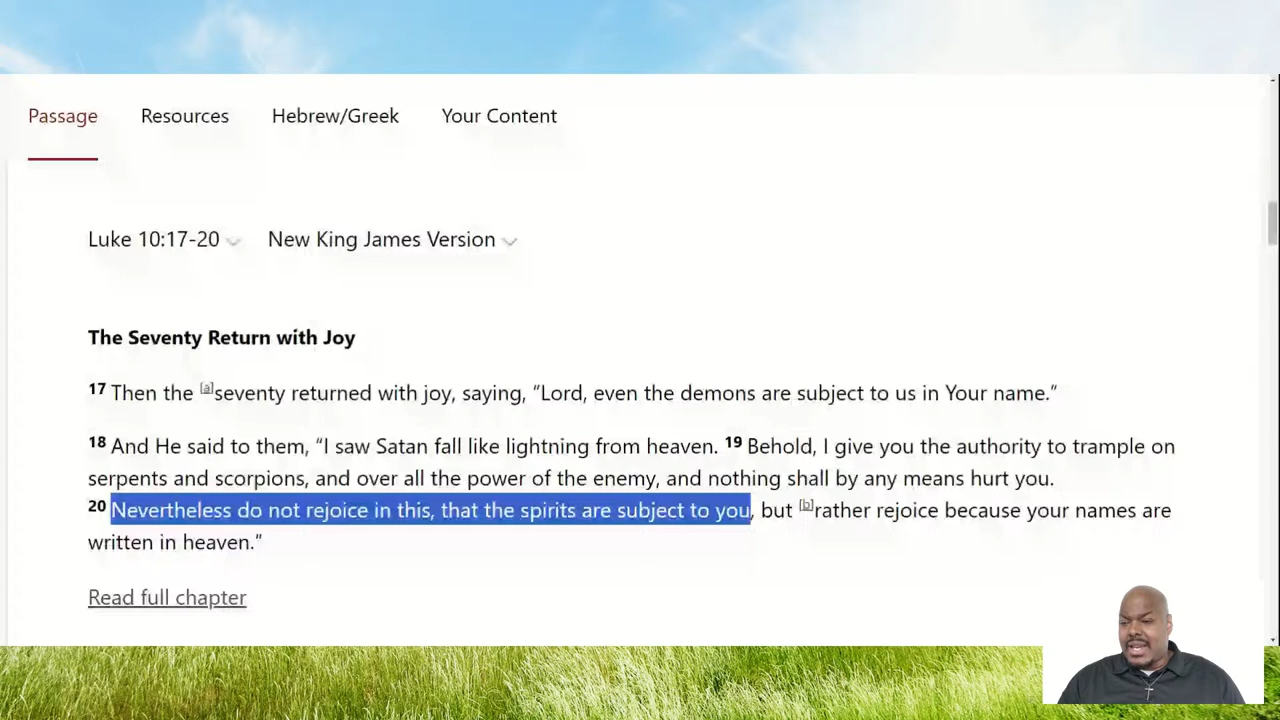 Passage Resources Hebrew/Greek Your Content
Luke 10:17-20 New King James Version
The Seventy Return with Joy
17 Then the [a]seventy returned with joy, saying, “Lord, even the demons are subject to us in Your name.”
18 And He said to them, “I saw Satan fall like lightning from heaven. 19 Behold, I give you the authority to trample on
serpents and scorpions, and over all the power of the enemy, and nothing shall by any means hurt you.
20 Nevertheless do not rejoice in this, that the spirits are subject to you, but [b]rather rejoice because your names are
written in heaven.”
Read full chapter